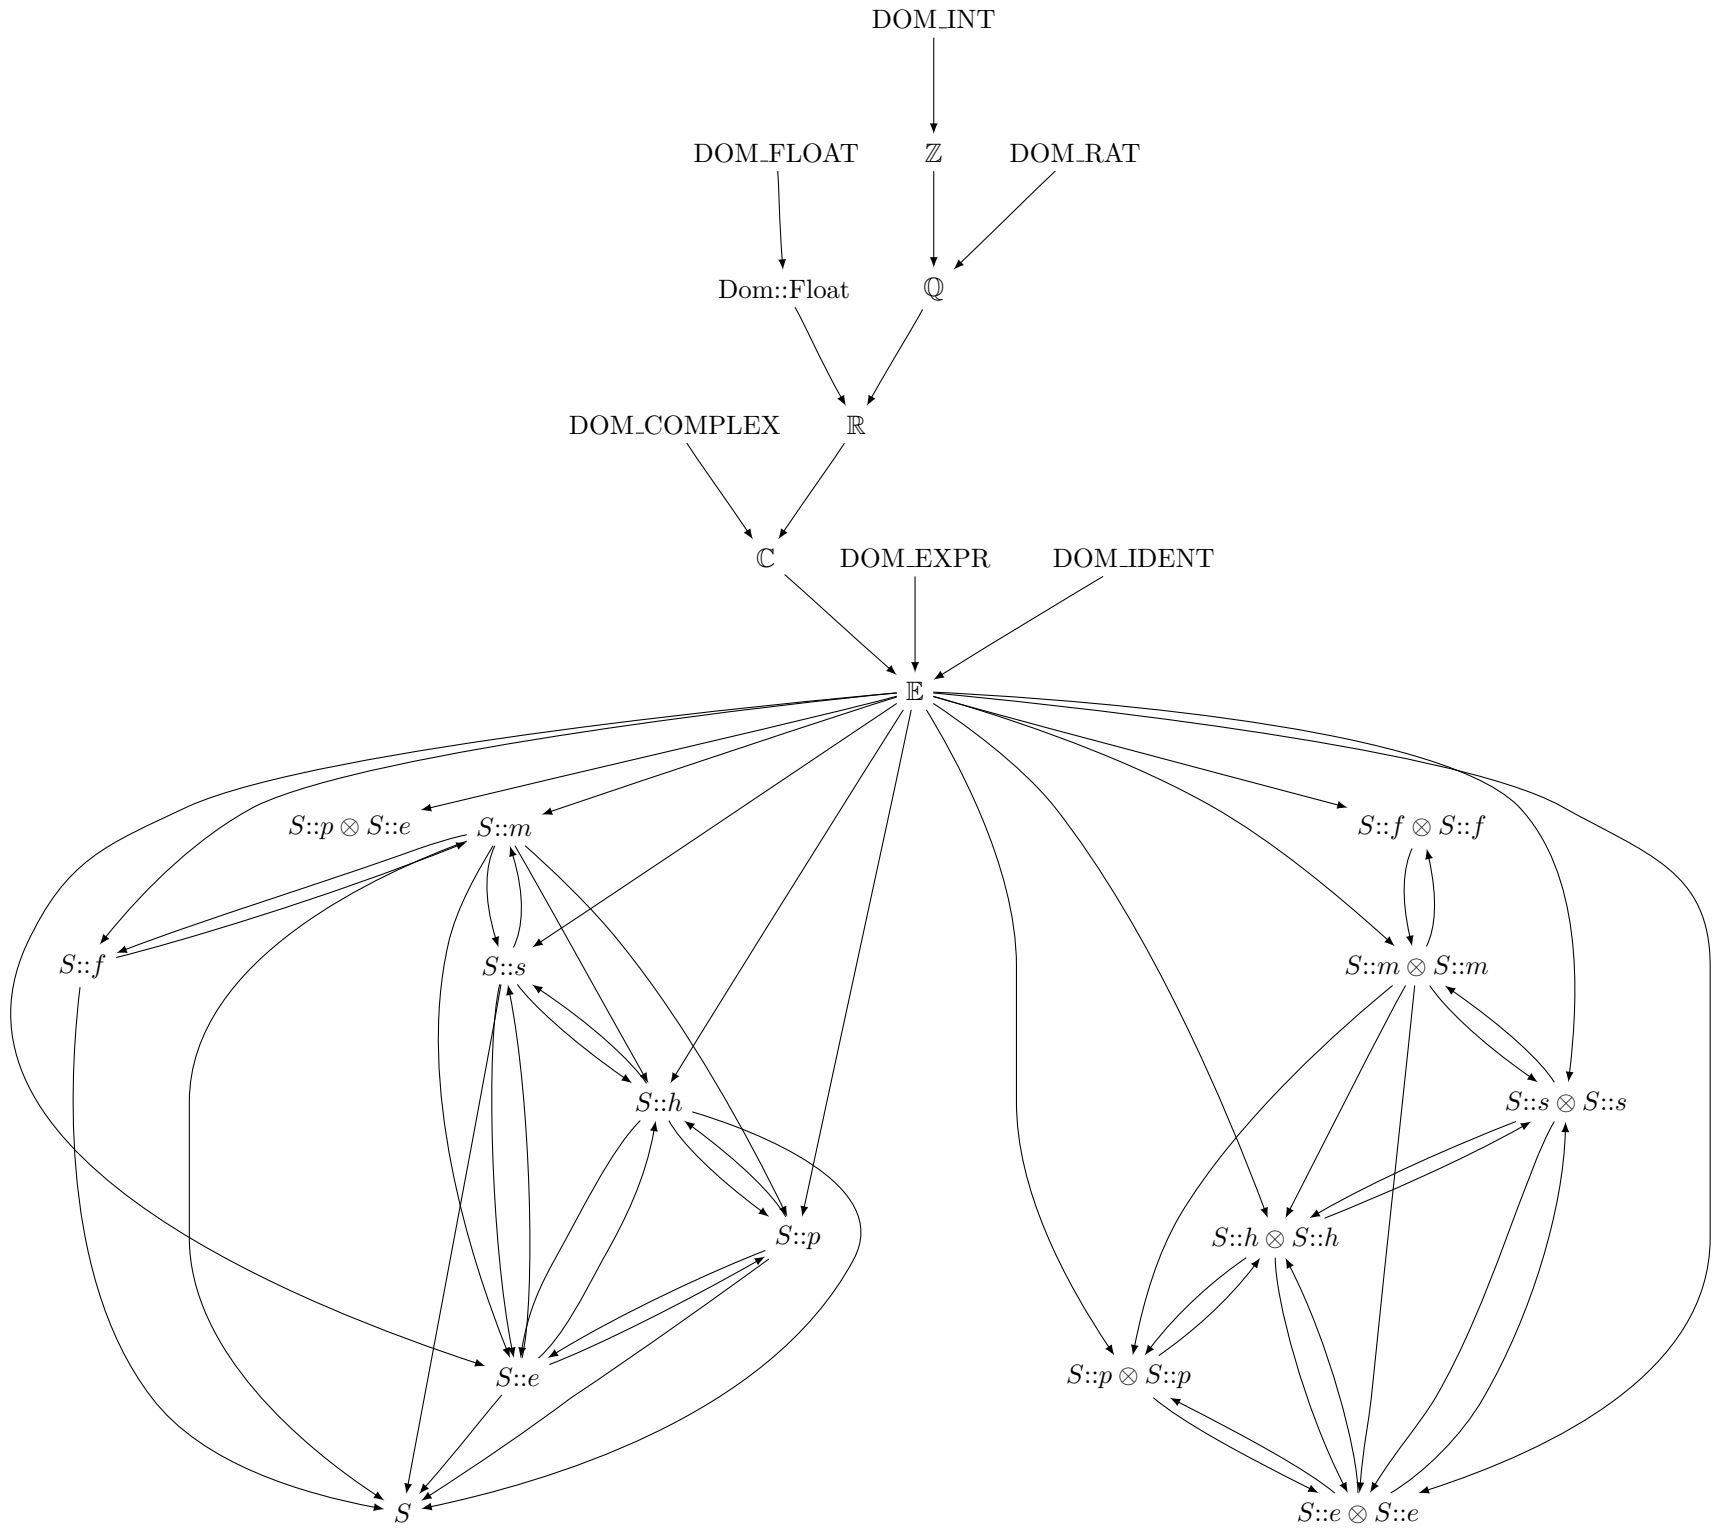 DOM_INT
DOM_FLOAT ℤ DOM_RAT
Dom::Float ℚ
DOM_COMPLEX ℝ
ℂ DOM_EXPR DOM_IDENT
𝔼
S::p ⊗ S::e S::m S::f ⊗ S::f
S::f S::s S::m ⊗ S::m
S::h S::s ⊗ S::s
S::p S::h ⊗ S::h
S::e S::p ⊗ S::p
S S::e ⊗ S::e